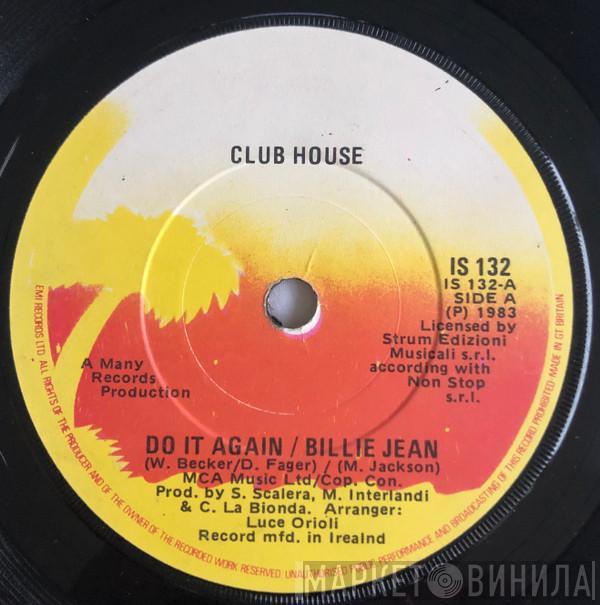 CLUB HOUSE
IS 132
IS 132-A
SIDE A
(P) 1983
Licensed by
Strum Edizioni
Musicali s.r.l.
according with
Non Stop
s.r.l.
A Many
Records
Production
DO IT AGAIN / BILLIE JEAN
(W. Becker/D. Fager) / (M. Jackson)
MCA Music Ltd/Cop. Con.
Prod. by S. Scalera, M. Interlandi
& C. La Bionda. Arranger:
Luce Orioli
Record mfd. in Irealnd
EMI RECORDS LTD. ALL RIGHTS OF THE PRODUCER AND OF THE OWNER OF THE RECORDED WORK RESERVED. UNAUTHORISED PUBLIC PERFORMANCE AND BROADCASTING OF THIS RECORD PROHIBITED-MADE IN GT BRITAIN
МАРКЕТ ВИНИЛА